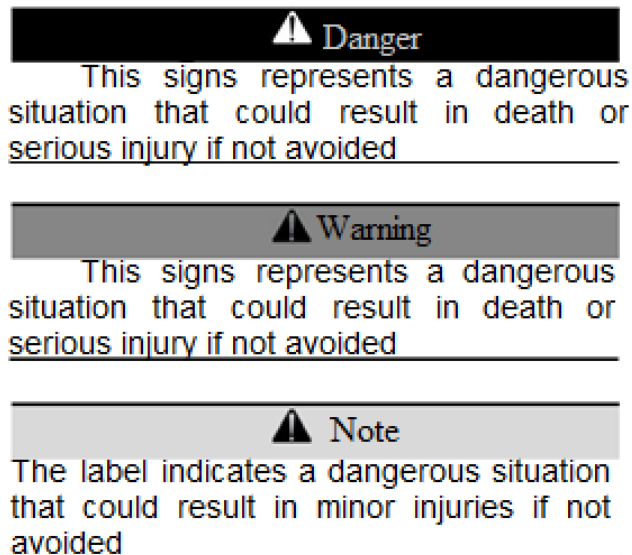 Danger
This signs represents a dangerous
situation that could result in death or
serious injury if not avoided
Warning
This signs represents a dangerous
situation that could result in death or
serious injury if not avoided
Note
The label indicates a dangerous situation
that could result in minor injuries if not
avoided